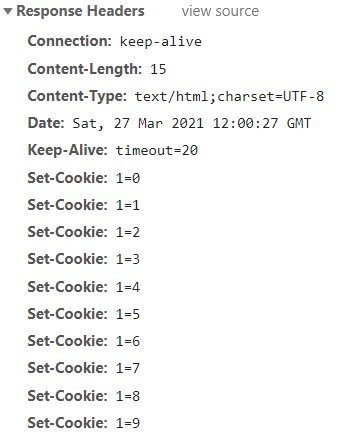 Response Headers view source
Connection: keep-alive
Content-Length: 15
Content-Type: text/html;charset=UTF-8
Date: Sat, 27 Mar 2021 12:00:27 GMT
Keep-Alive: timeout=20
Set-Cookie: 1=0
Set-Cookie: 1=1
Set-Cookie: 1=2
Set-Cookie: 1=3
Set-Cookie: 1=4
Set-Cookie: 1=5
Set-Cookie: 1=6
Set-Cookie: 1=7
Set-Cookie: 1=8
Set-Cookie: 1=9